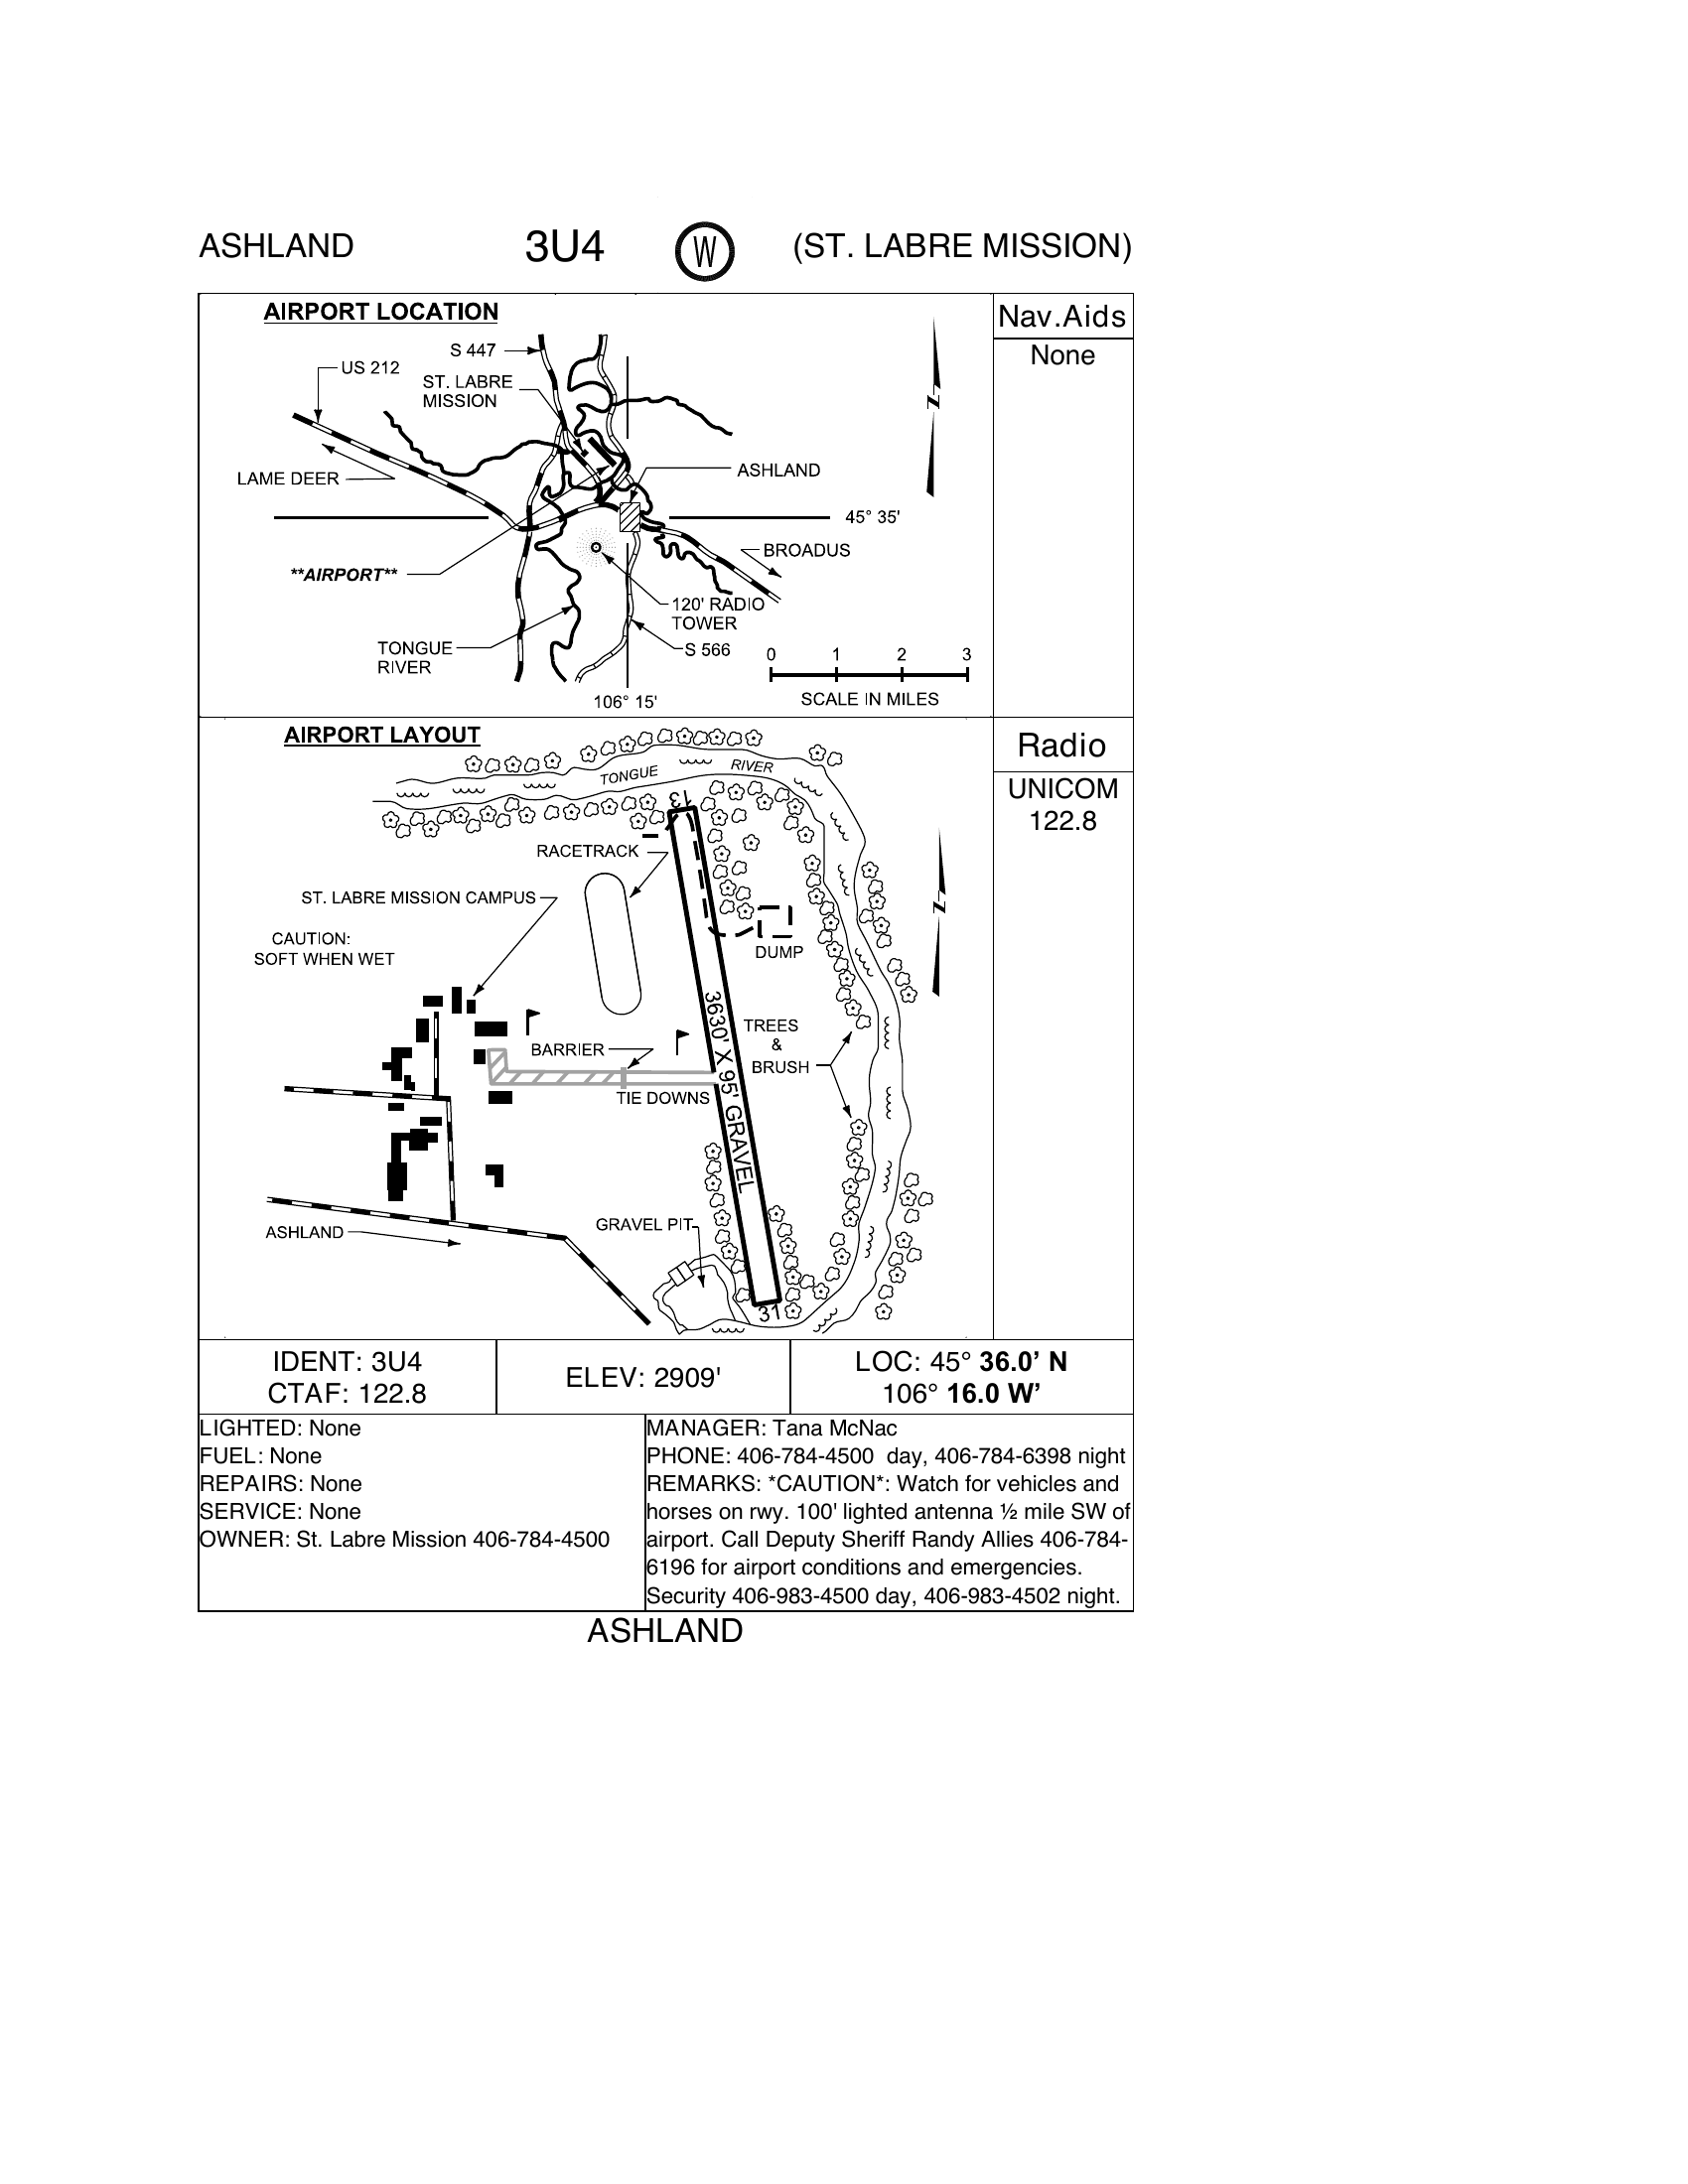 ASHLAND 3U4 W (ST. LABRE MISSION)
AIRPORT LOCATION
Nav.Aids
None
S 447
US 212
ST. LABRE
MISSION
N
LAME DEER
ASHLAND
45° 35'
BROADUS
**AIRPORT**
120' RADIO
TOWER
TONGUE
RIVER
S 566
0 1 2 3
SCALE IN MILES
106° 15'
AIRPORT LAYOUT
Radio
UNICOM
122.8
TONGUE RIVER
13
RACETRACK
ST. LABRE MISSION CAMPUS
N
CAUTION:
SOFT WHEN WET
DUMP
3630' X 95' GRAVEL
TREES
&
BRUSH
BARRIER
TIE DOWNS
GRAVEL PIT
ASHLAND
31
IDENT: 3U4
CTAF: 122.8
ELEV: 2909'
LOC: 45° 36.0’ N
106° 16.0 W’
LIGHTED: None
FUEL: None
REPAIRS: None
SERVICE: None
OWNER: St. Labre Mission 406-784-4500
MANAGER: Tana McNac
PHONE: 406-784-4500 day, 406-784-6398 night
REMARKS: *CAUTION*: Watch for vehicles and
horses on rwy. 100' lighted antenna ½ mile SW of
airport. Call Deputy Sheriff Randy Allies 406-784-
6196 for airport conditions and emergencies.
Security 406-983-4500 day, 406-983-4502 night.
ASHLAND